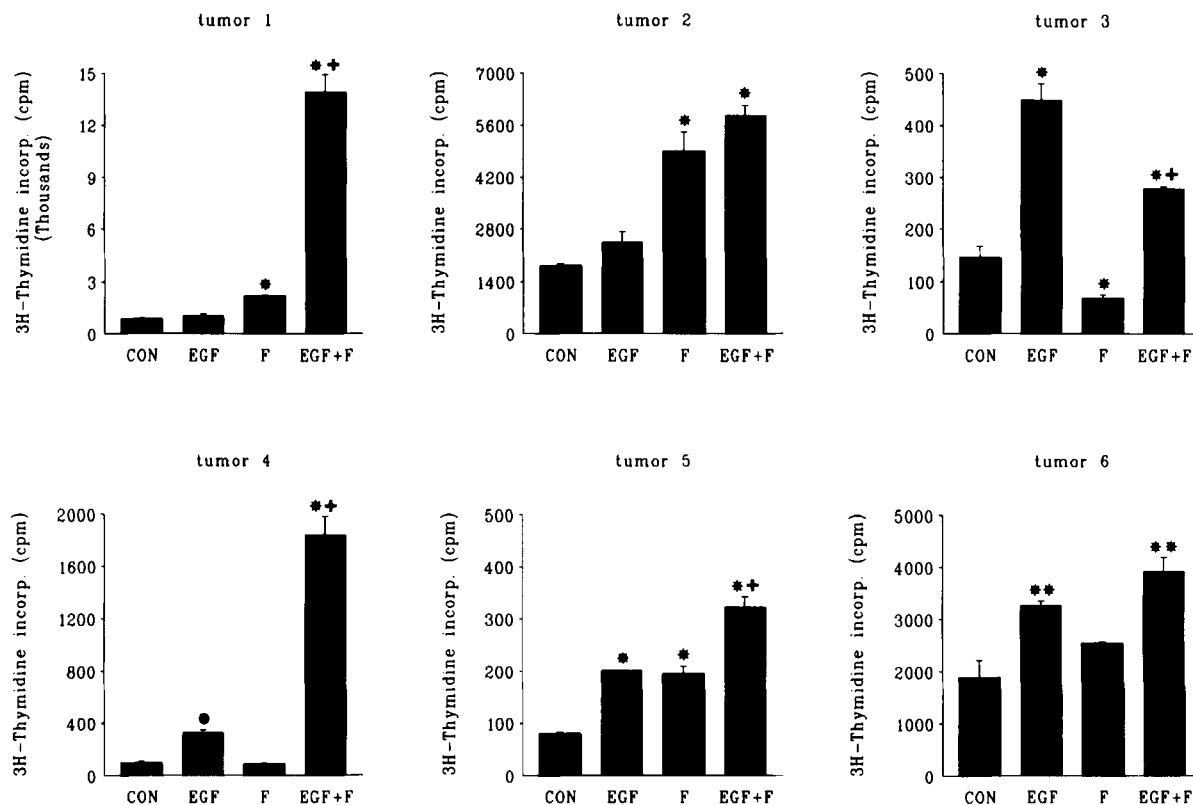 tumor 1
3H-Thymidine incorp. (cpm)
(Thousands)
15
12
9
6
3
0
** +
*
CON EGF F EGF+F
tumor 2
3H-Thymidine incorp. (cpm)
7000
5600
4200
2800
1400
0
*
*
CON EGF F EGF+F
tumor 3
3H-Thymidine incorp. (cpm)
500
400
300
200
100
0
*
* +
*
CON EGF F EGF+F
tumor 4
3H-Thymidine incorp. (cpm)
2000
1600
1200
800
400
0
* +
●
CON EGF F EGF+F
tumor 5
3H-Thymidine incorp. (cpm)
500
400
300
200
100
0
* +
* *
CON EGF F EGF+F
tumor 6
3H-Thymidine incorp. (cpm)
5000
4000
3000
2000
1000
0
* *
**
CON EGF F EGF+F